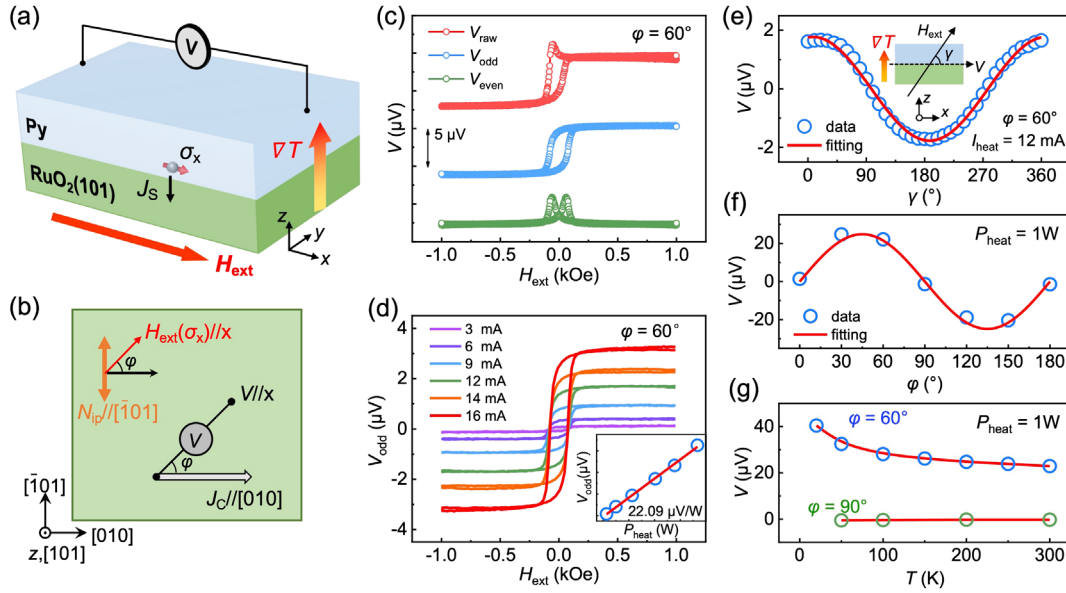 (a)
V
Py
σx
∇T
RuO2(101)
JS
Hext
z
y
x
(b)
Hext(σx)//x
φ
Nip//[1̄01]
V//x
V
φ
JC//[010]
[1̄01]
[010]
z,[101]
(c)
φ = 60°
Vraw
Vodd
Veven
5 μV
V (μV)
-1.0 -0.5 0.0 0.5 1.0
Hext (kOe)
(d)
φ = 60°
3 mA
6 mA
9 mA
12 mA
14 mA
16 mA
4
2
0
-2
-4
Vodd (μV)
Vodd(μV)
22.09 μV/W
Pheat (W)
-1.0 -0.5 0.0 0.5 1.0
Hext (kOe)
(e)
2
0
-2
V (μV)
Hext
∇T
γ
V
z
x
φ = 60°
Iheat = 12 mA
data
fitting
0 90 180 270 360
γ (°)
(f)
Pheat = 1W
20
0
-20
V (μV)
data
fitting
0 30 60 90 120 150 180
φ (°)
(g)
φ = 60°
Pheat = 1W
40
20
0
V (μV)
φ = 90°
0 50 100 150 200 250 300
T (K)